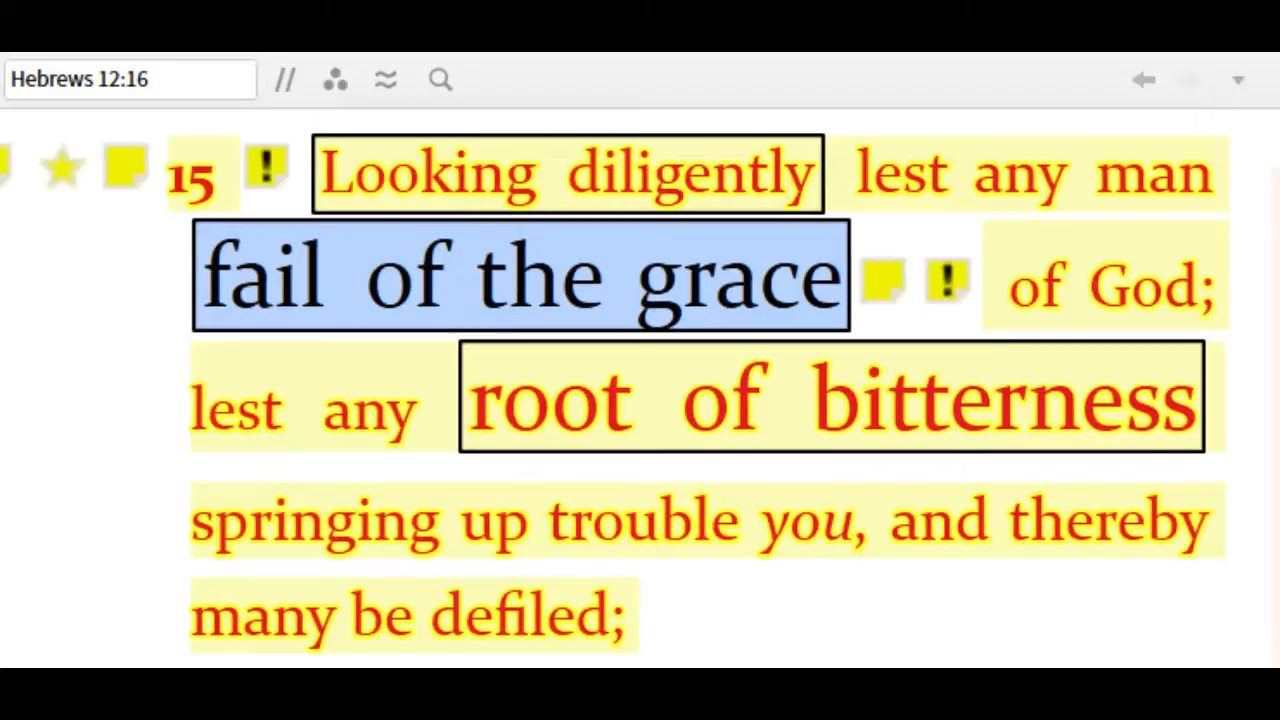 Hebrews 12:16
15 Looking diligently lest any man
fail of the grace of God;
lest any root of bitterness
springing up trouble you, and thereby
many be defiled;